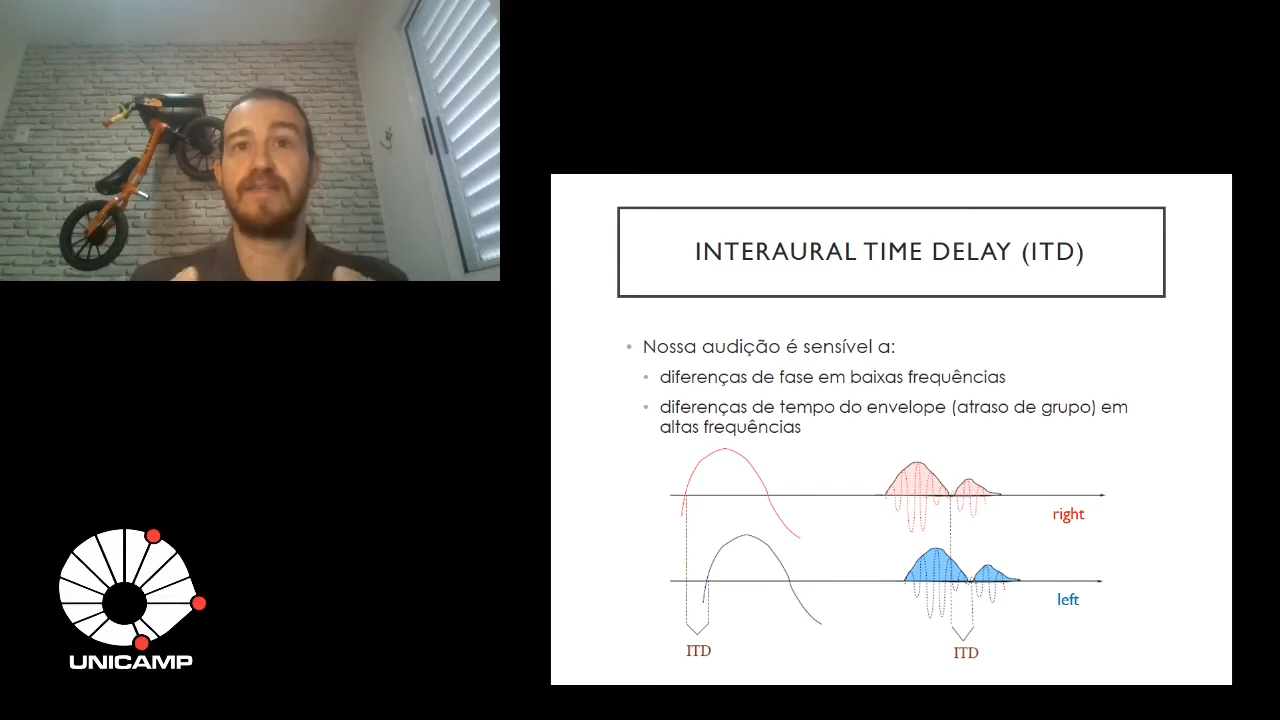 INTERAURAL TIME DELAY (ITD)
Nossa audição é sensível a:
diferenças de fase em baixas frequências
diferenças de tempo do envelope (atraso de grupo) em
altas frequências
right
left
ITD
ITD
UNICAMP